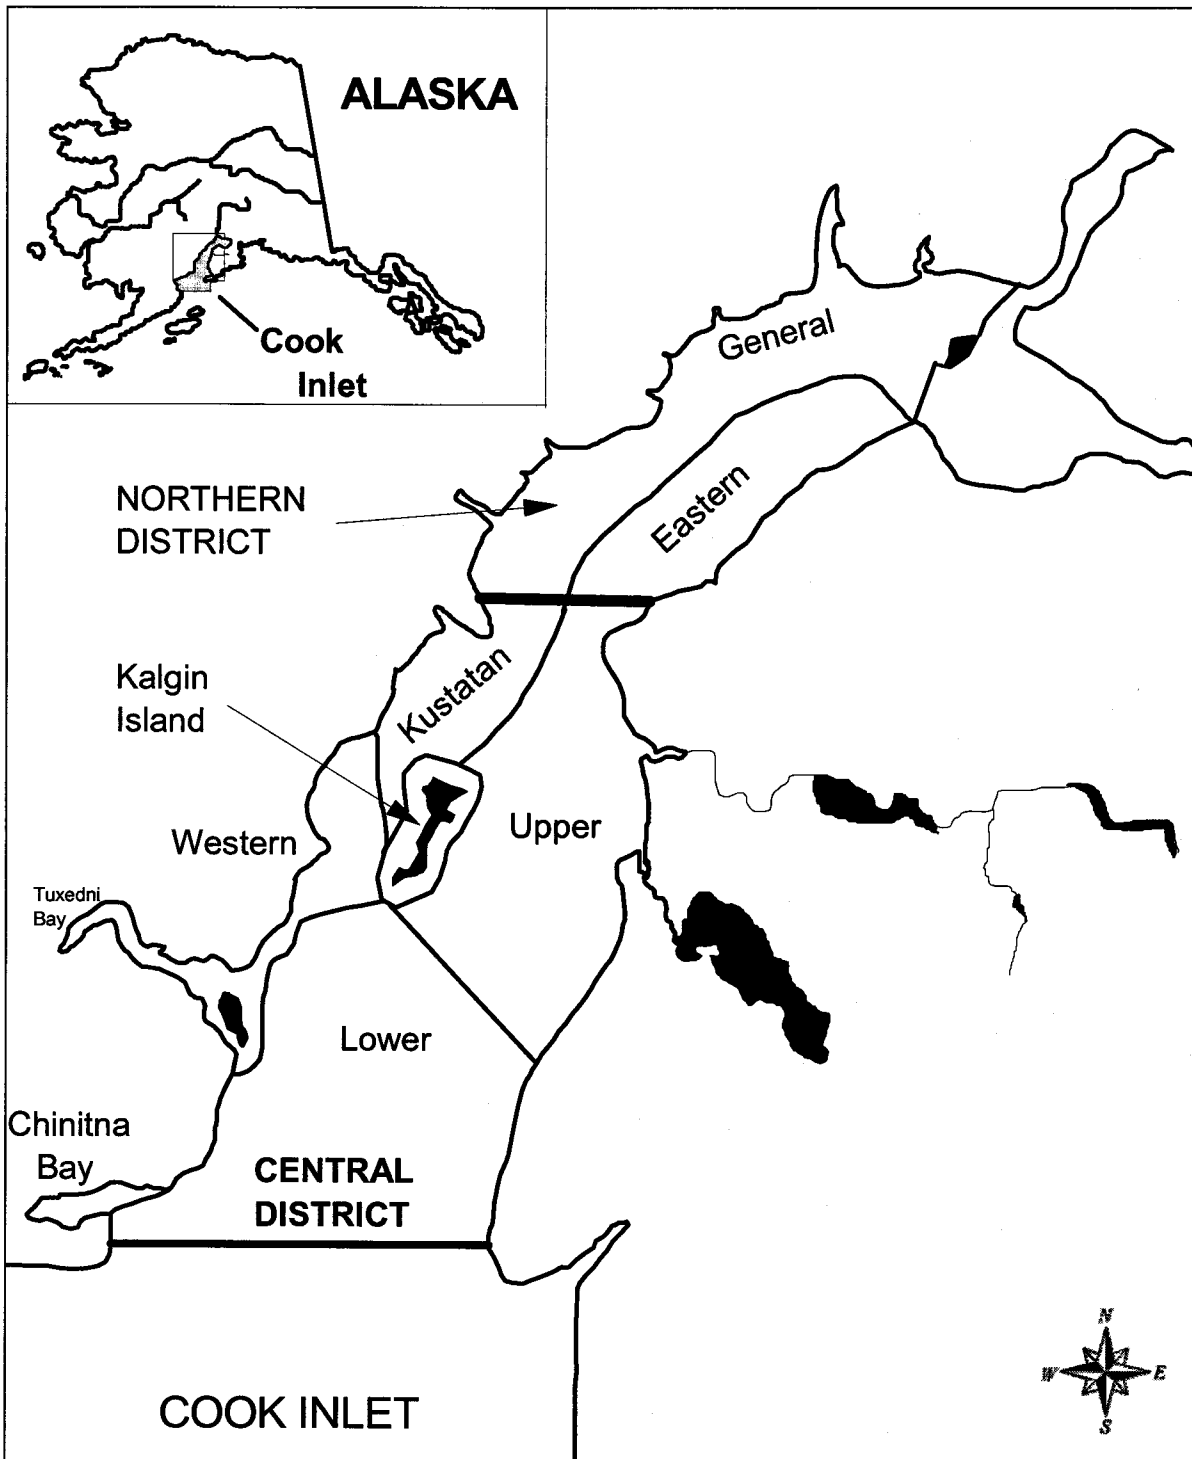 ALASKA
Cook
Inlet
General
NORTHERN
DISTRICT
Eastern
Kalgin
Island
Kustatan
Upper
Western
Tuxedni
Bay
Lower
Chinitna
Bay
CENTRAL
DISTRICT
COOK INLET
N
W E
S